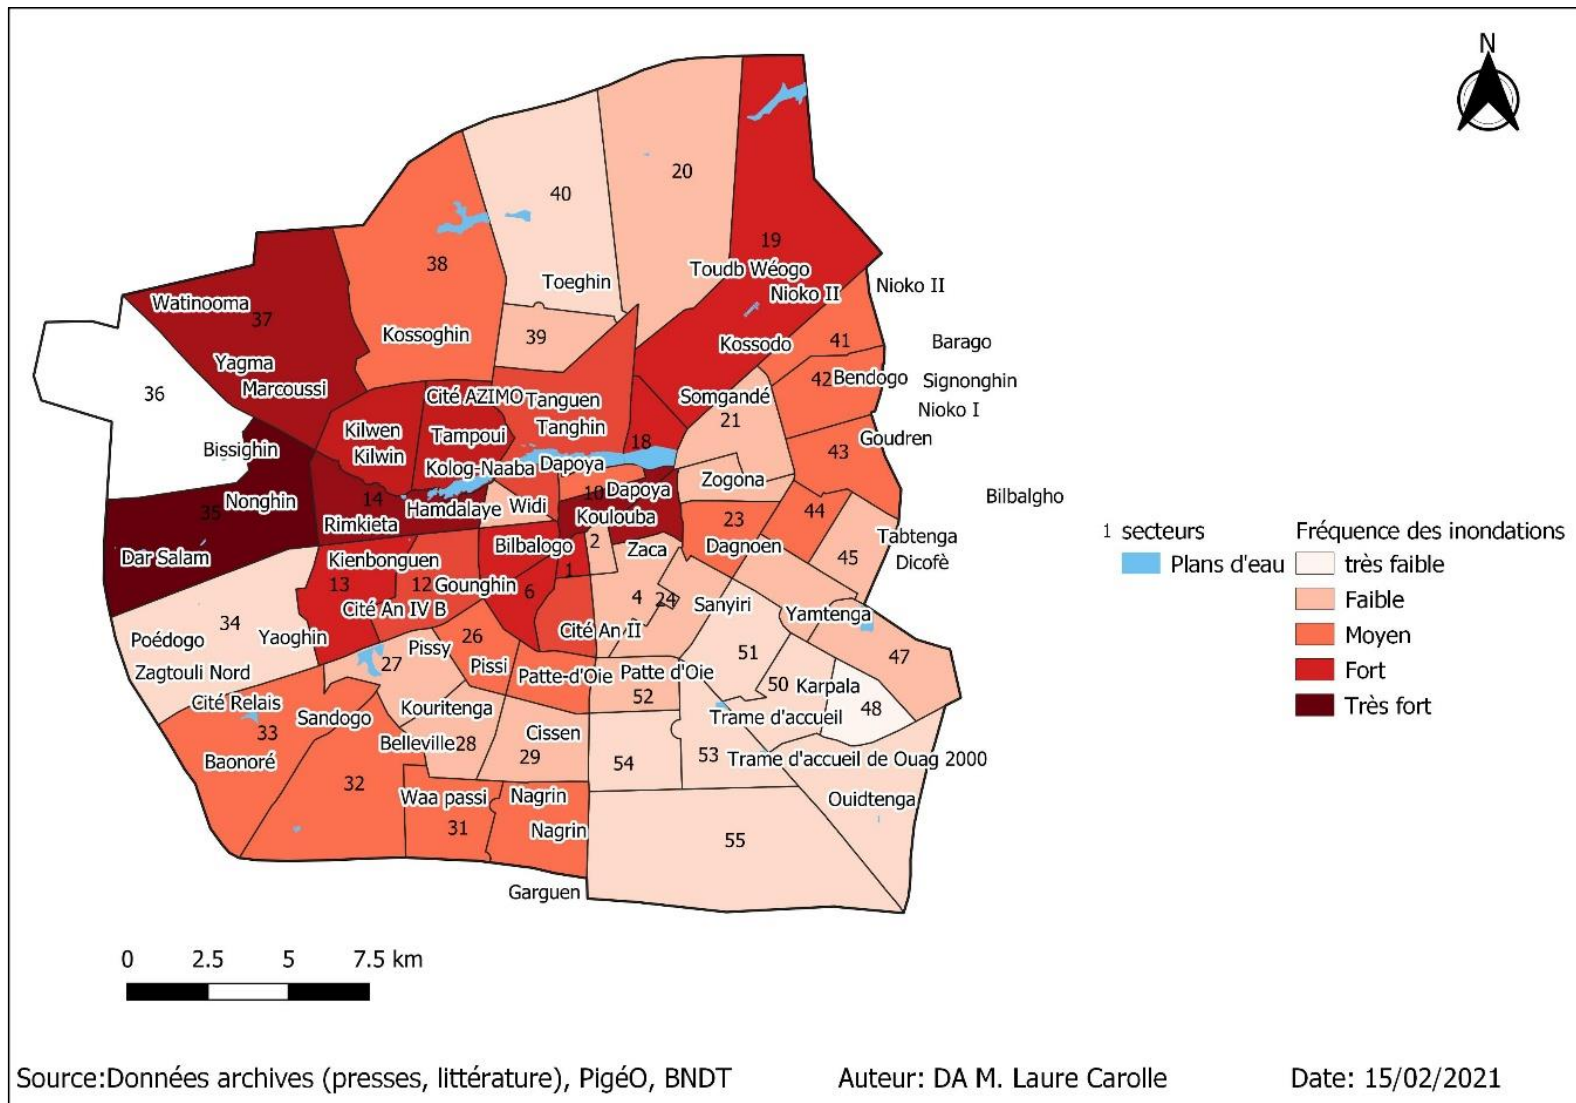 N
40
20
19
38
Toudb Wéogo
Toeghin
Nioko II
Nioko II
Watinooma
37
Kossoghin
39
Kossodo
41
Barago
Yagma
Marcoussi
42
Bendogo
Signonghin
36
Cité AZIMO
Tanguen
Somgandé
Nioko I
Kilwen
Tampoui
Tanghin
21
Goudren
Bissighin
Kilwin
18
43
Kolog-Naaba
Dapoya
Zogona
Nonghin
35
14
Hamdalaye
Widi
10
Dapoya
Bilbalgho
Rimkieta
Koulouba
23
44
Dar Salam
Kienbonguen
Bilbalogo
2
Zaca
Dagnoen
45
Tabtenga
Dicofè
13
12
Gounghin
1
6
4
24
Sanyiri
Yamtenga
Cité An IV B
34
Poédogo
Yaoghin
26
Cité An II
Pissy
27
51
47
Zagtouli Nord
Pissi
Patte-d'Oie
Patte d'Oie
50
Karpala
Cité Relais
Sandogo
Kouritenga
52
Trame d'accueil
48
33
Baonoré
Belleville
28
Cissen
29
54
53
Trame d'accueil de Ouag 2000
32
Waa passi
Nagrin
Ouidtenga
31
Nagrin
55
Garguen
1 secteurs
Plans d'eau
Fréquence des inondations
très faible
Faible
Moyen
Fort
Très fort
0 2.5 5 7.5 km
Source:Données archives (presses, littérature), PigéO, BNDT
Auteur: DA M. Laure Carolle
Date: 15/02/2021